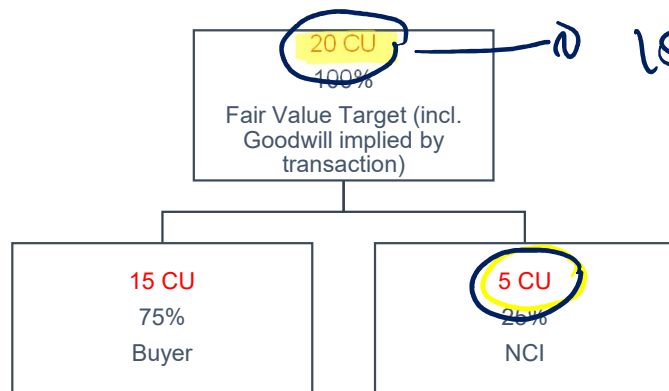 20 CU
100%
Fair Value Target (incl.
Goodwill implied by
transaction)
15 CU
75%
Buyer
5 CU
25%
NCI